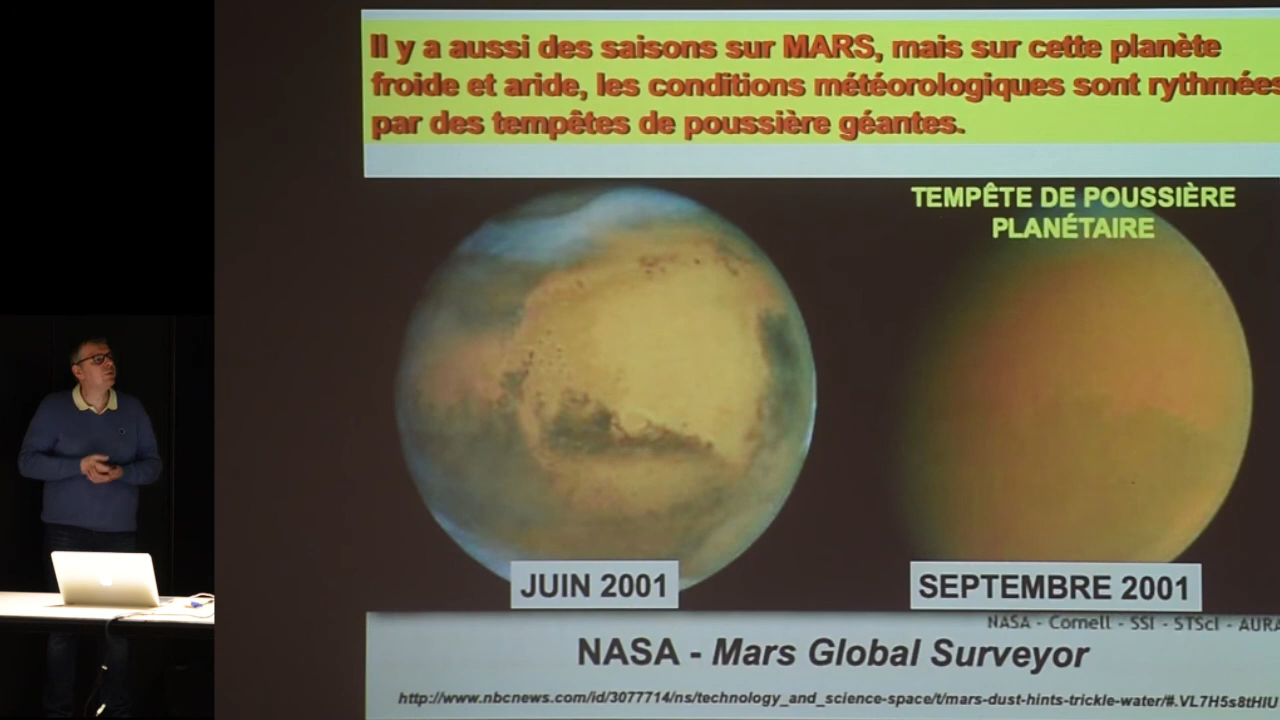 Il y a aussi des saisons sur MARS, mais sur cette planète
froide et aride, les conditions météorologiques sont rythmées
par des tempêtes de poussière géantes.
TEMPÊTE DE POUSSIÈRE
PLANÉTAIRE
JUIN 2001
SEPTEMBRE 2001
NASA - Cornell - SSI - STScI - AURA
NASA - Mars Global Surveyor
http://www.nbcnews.com/id/3077714/ns/technology_and_science-space/t/mars-dust-hints-trickle-water/#.VL7H5s8tHIU